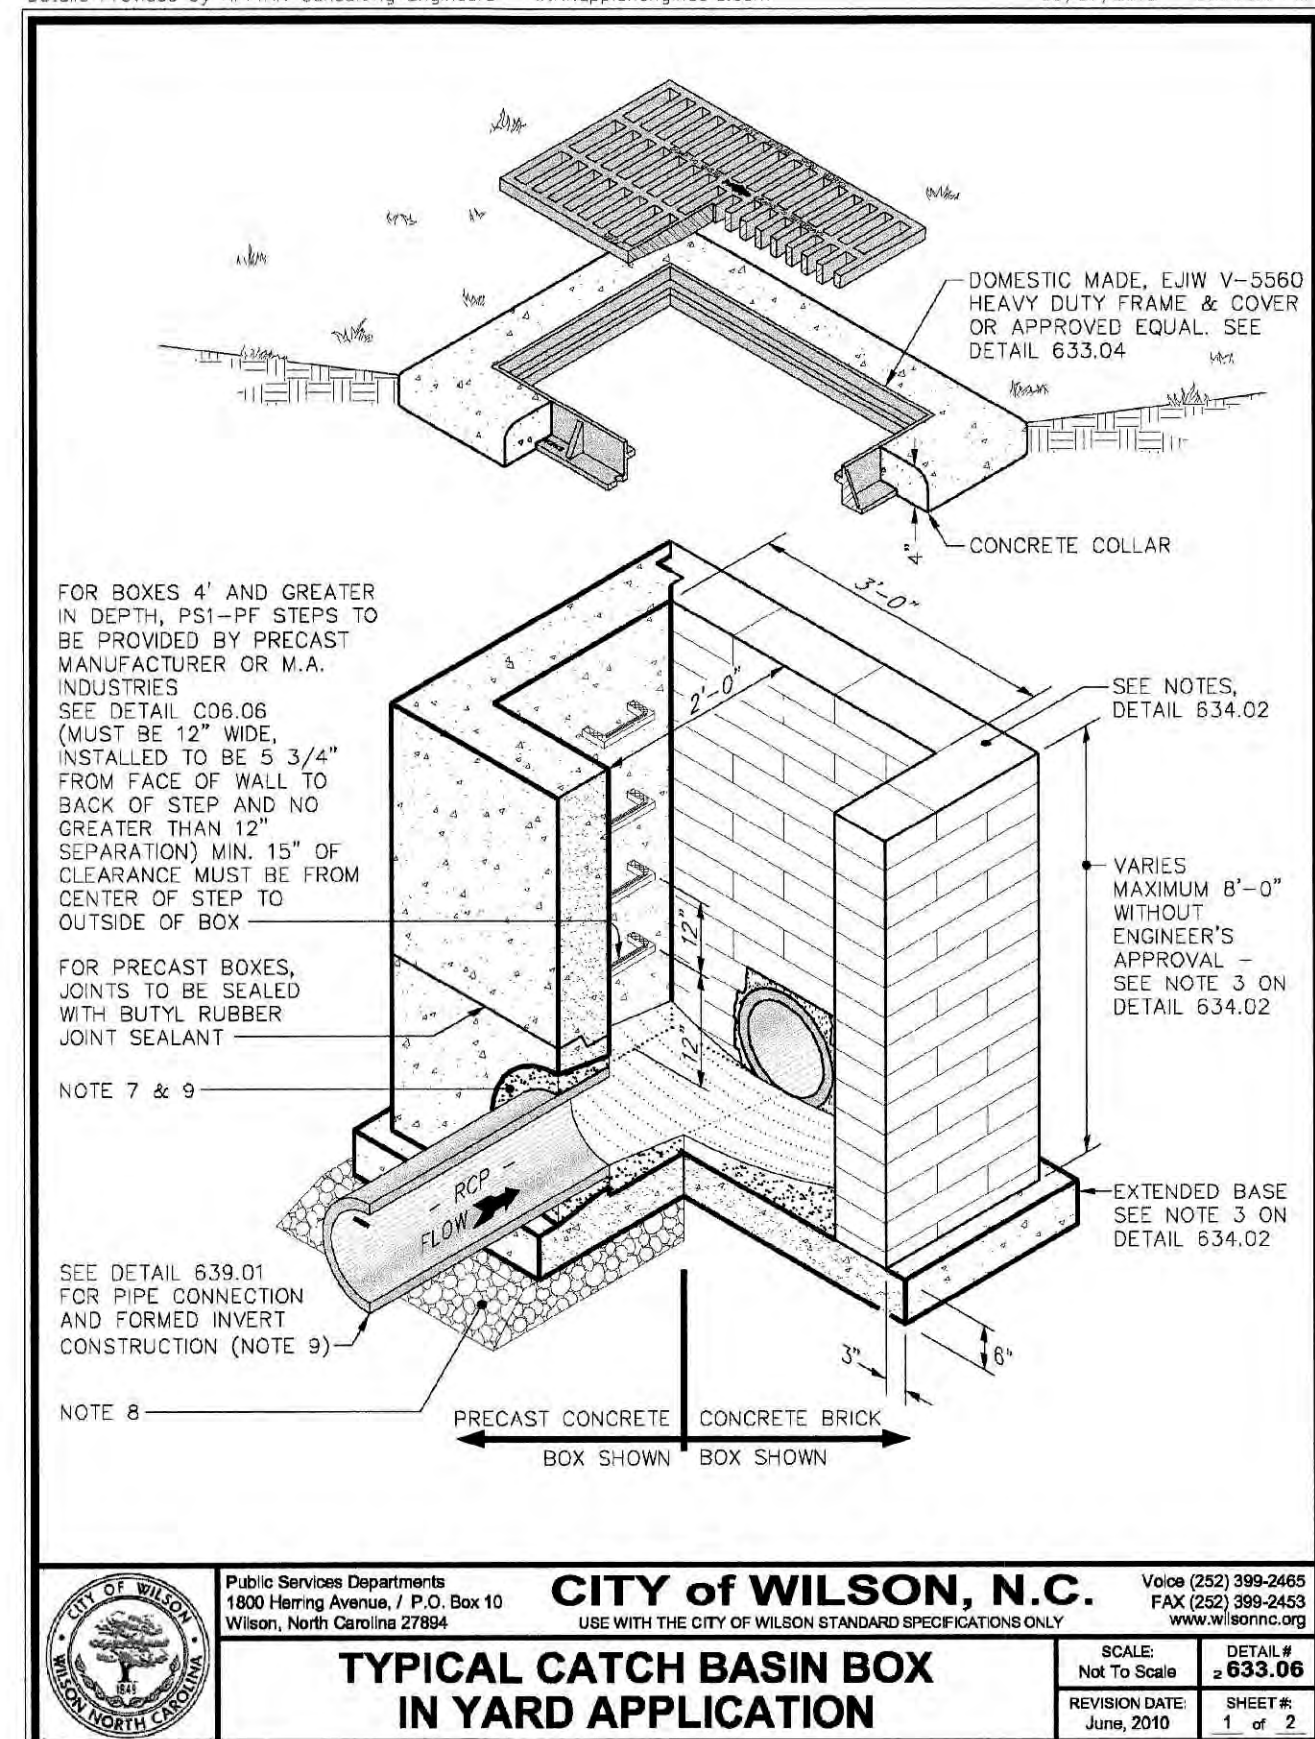 DOMESTIC MADE, EJIW V-5560
HEAVY DUTY FRAME & COVER
OR APPROVED EQUAL. SEE
DETAIL 633.04
4"
CONCRETE COLLAR
3'-0"
2'-0"
FOR BOXES 4' AND GREATER
IN DEPTH, PS1-PF STEPS TO
BE PROVIDED BY PRECAST
MANUFACTURER OR M.A.
INDUSTRIES
SEE DETAIL C06.06
(MUST BE 12" WIDE,
INSTALLED TO BE 5 3/4"
FROM FACE OF WALL TO
BACK OF STEP AND NO
GREATER THAN 12"
SEPARATION) MIN. 15" OF
CLEARANCE MUST BE FROM
CENTER OF STEP TO
OUTSIDE OF BOX
SEE NOTES,
DETAIL 634.02
VARIES
MAXIMUM 8'-0"
WITHOUT
ENGINEER'S
APPROVAL -
SEE NOTE 3 ON
DETAIL 634.02
12"
12"
FOR PRECAST BOXES,
JOINTS TO BE SEALED
WITH BUTYL RUBBER
JOINT SEALANT
NOTE 7 & 9
- RCP -
FLOW
EXTENDED BASE
SEE NOTE 3 ON
DETAIL 634.02
SEE DETAIL 639.01
FOR PIPE CONNECTION
AND FORMED INVERT
CONSTRUCTION (NOTE 9)
3"
6"
NOTE 8
PRECAST CONCRETE
BOX SHOWN
CONCRETE BRICK
BOX SHOWN
CITY OF WILSON
1849
WILSON NORTH CAROLINA
Public Services Departments
1800 Herring Avenue, / P.O. Box 10
Wilson, North Carolina 27894
CITY of WILSON, N.C.
USE WITH THE CITY OF WILSON STANDARD SPECIFICATIONS ONLY
Voice (252) 399-2465
FAX (252) 399-2453
www.wilsonnc.org
TYPICAL CATCH BASIN BOX
IN YARD APPLICATION
SCALE:
Not To Scale
DETAIL#
2 633.06
REVISION DATE:
June, 2010
SHEET#:
1 of 2